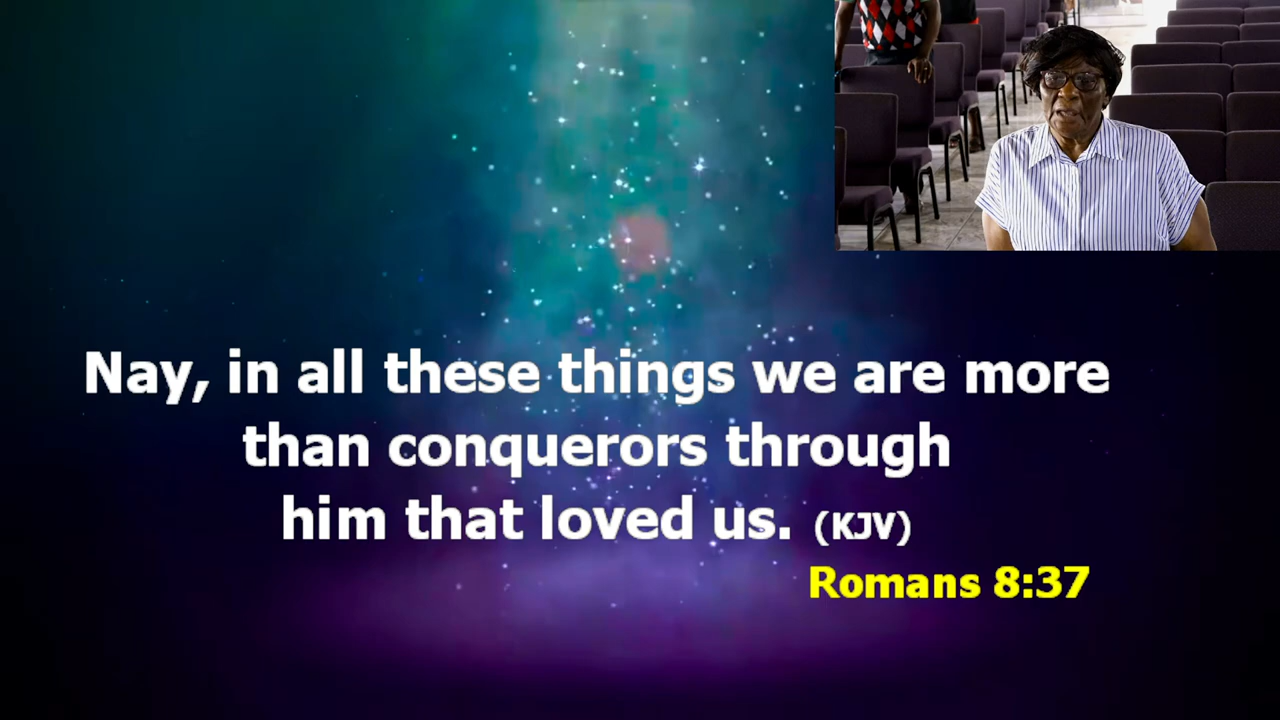 Nay, in all these things we are more
than conquerors through
him that loved us. (KJV)
Romans 8:37